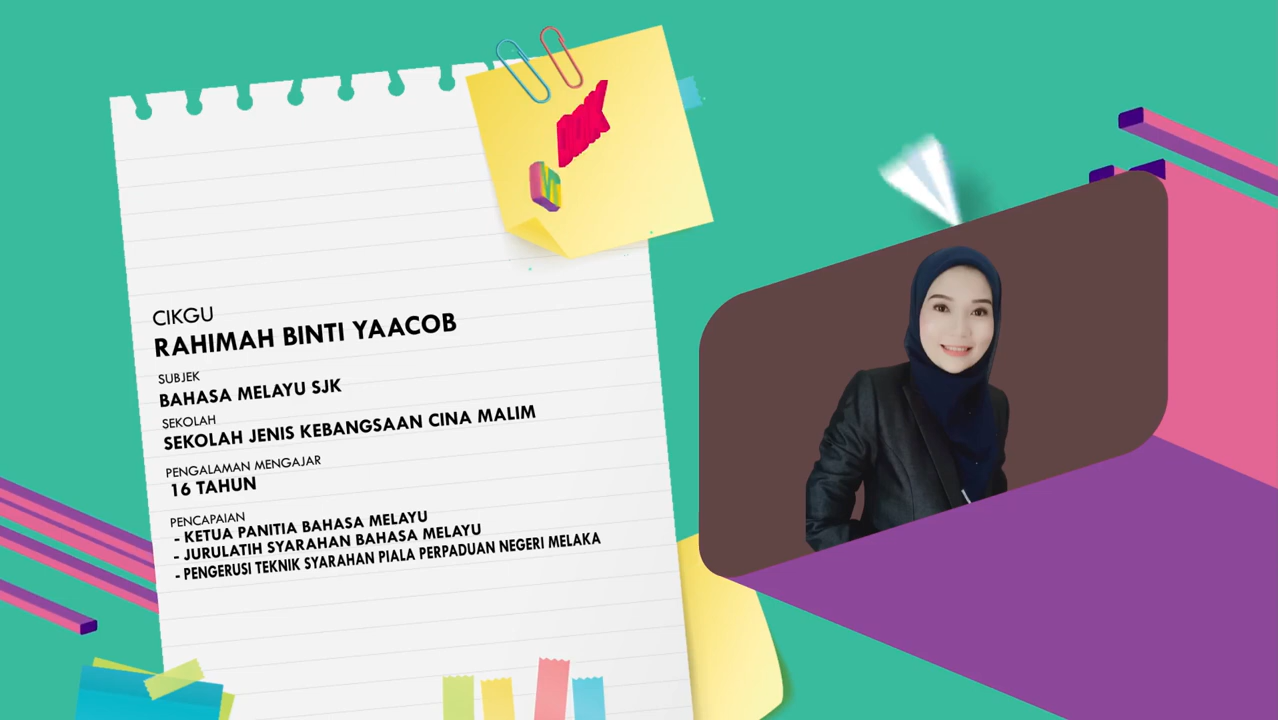 CIKGU
RAHIMAH BINTI YAACOB
SUBJEK
BAHASA MELAYU SJK
SEKOLAH
SEKOLAH JENIS KEBANGSAAN CINA MALIM
PENGALAMAN MENGAJAR
16 TAHUN
PENCAPAIAN
- KETUA PANITIA BAHASA MELAYU
- JURULATIH SYARAHAN BAHASA MELAYU
- PENGERUSI TEKNIK SYARAHAN PIALA PERPADUAN NEGERI MELAKA